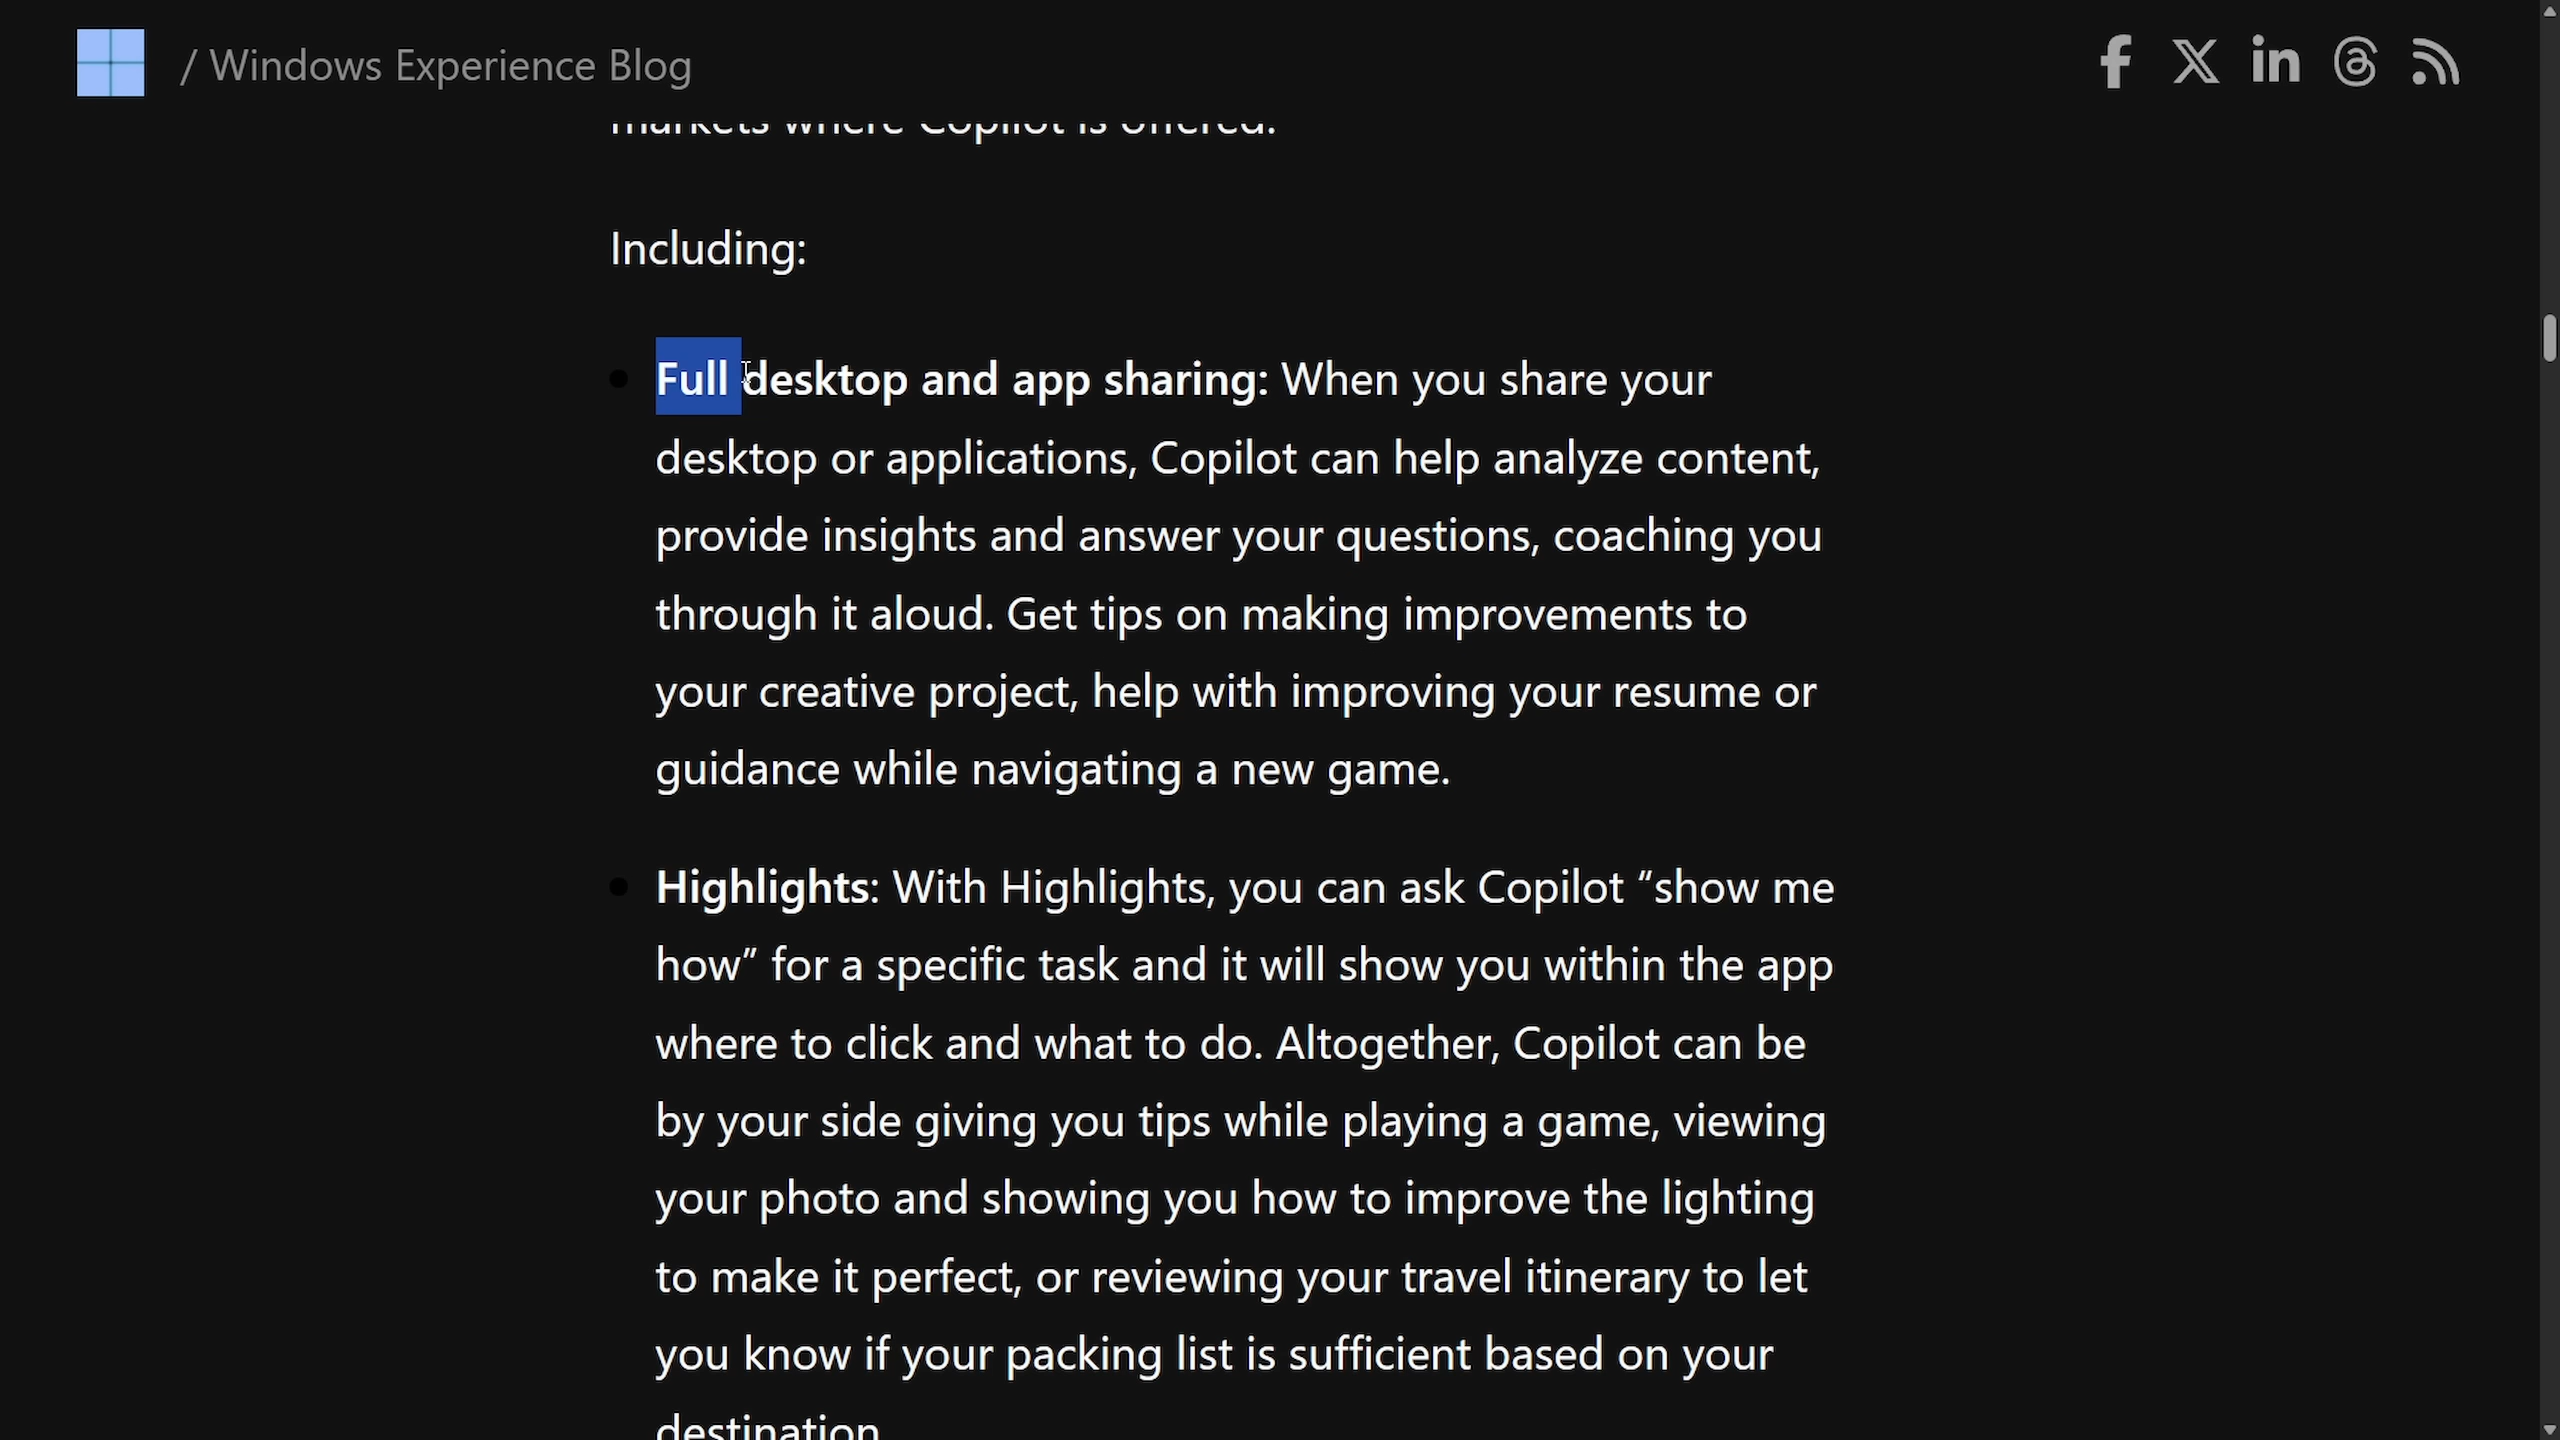 / Windows Experience Blog
markets where Copilot is offered.
Including:
Full desktop and app sharing: When you share your
desktop or applications, Copilot can help analyze content,
provide insights and answer your questions, coaching you
through it aloud. Get tips on making improvements to
your creative project, help with improving your resume or
guidance while navigating a new game.
Highlights: With Highlights, you can ask Copilot “show me
how” for a specific task and it will show you within the app
where to click and what to do. Altogether, Copilot can be
by your side giving you tips while playing a game, viewing
your photo and showing you how to improve the lighting
to make it perfect, or reviewing your travel itinerary to let
you know if your packing list is sufficient based on your
destination